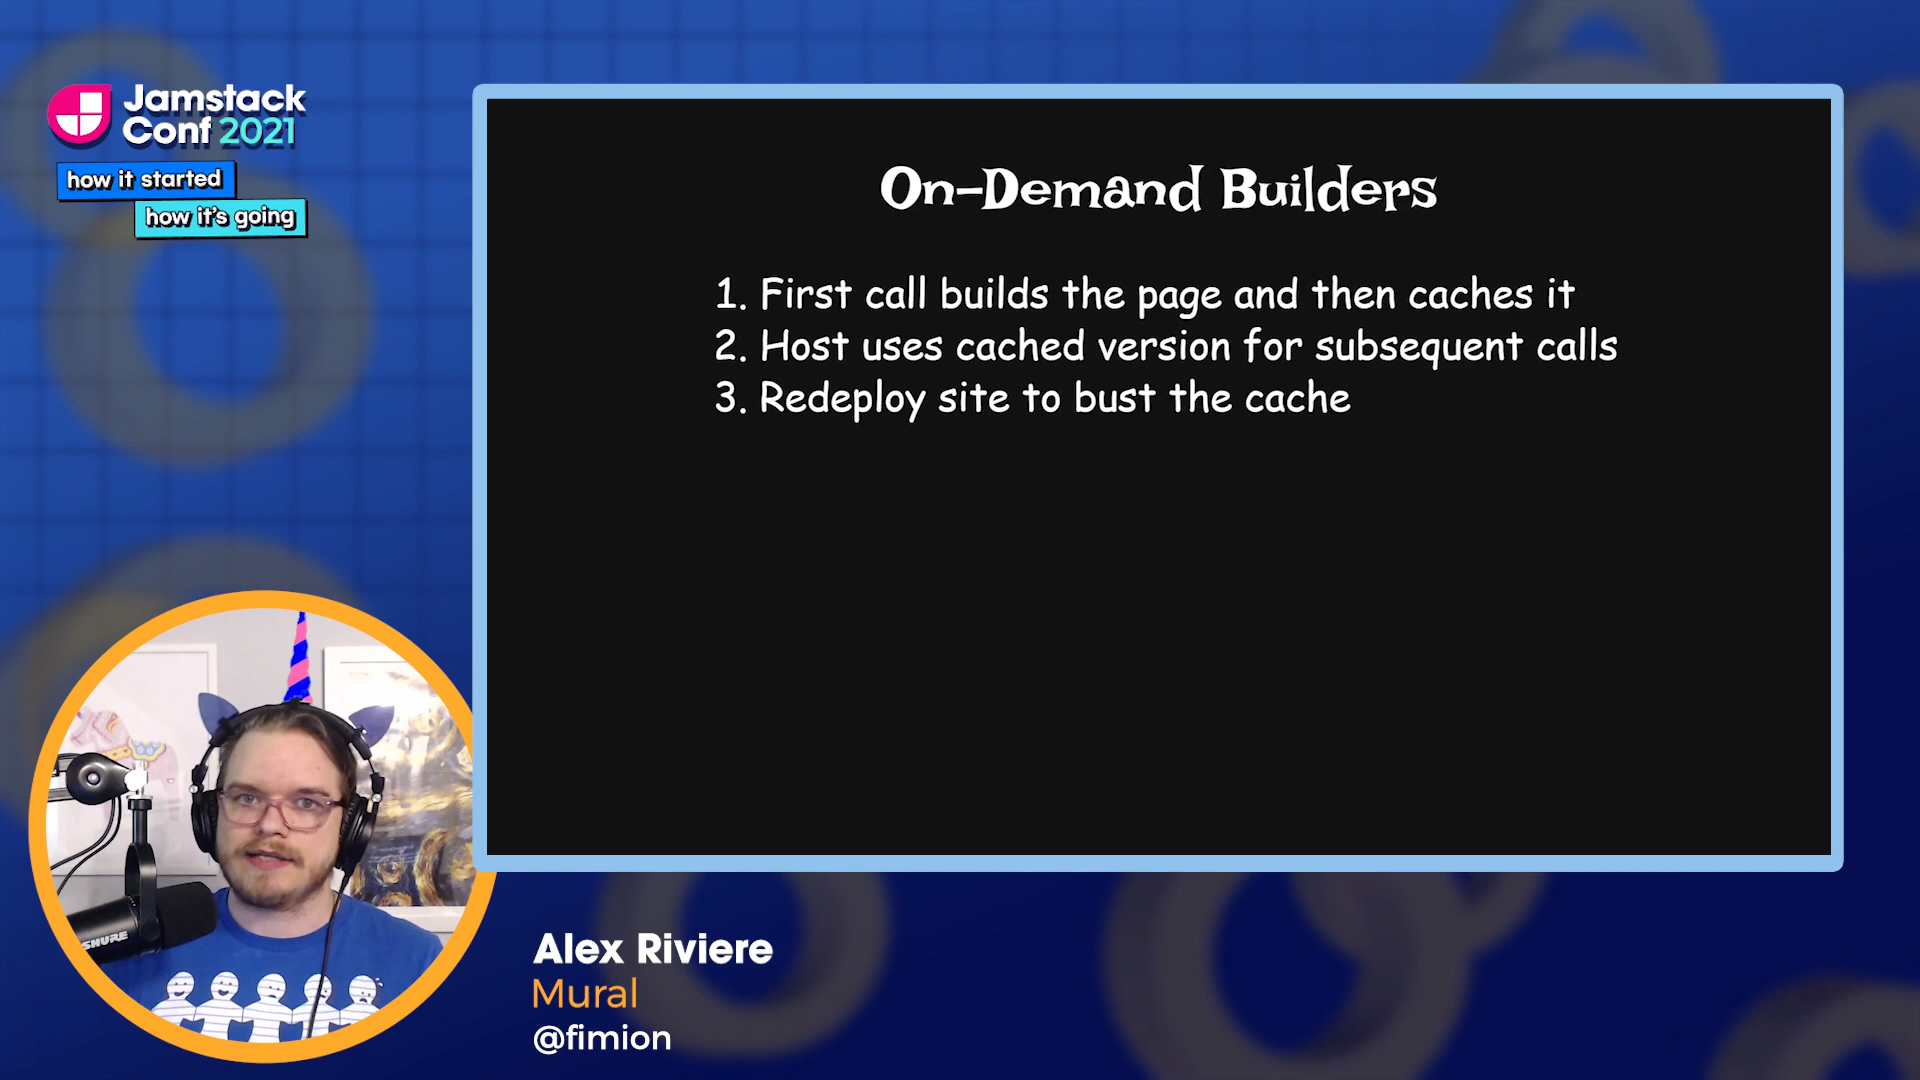 Jamstack
Conf 2021
how it started
how it's going
On-Demand Builders
1. First call builds the page and then caches it
2. Host uses cached version for subsequent calls
3. Redeploy site to bust the cache
SHURE
Alex Riviere
Mural
@fimion